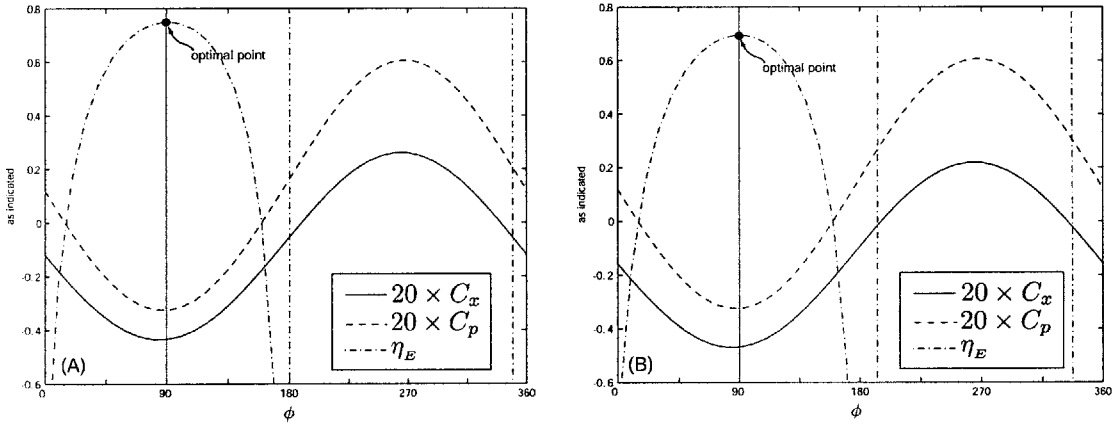 0.8
0.6
0.4
0.2
0
-0.2
-0.4
-0.6
as indicated
optimal point
20 × C_x
20 × C_p
η_E
(A)
0 90 180 270 360
ϕ
0.8
0.6
0.4
0.2
0
-0.2
-0.4
-0.6
as indicated
optimal point
20 × C_x
20 × C_p
η_E
(B)
0 90 180 270 360
ϕ